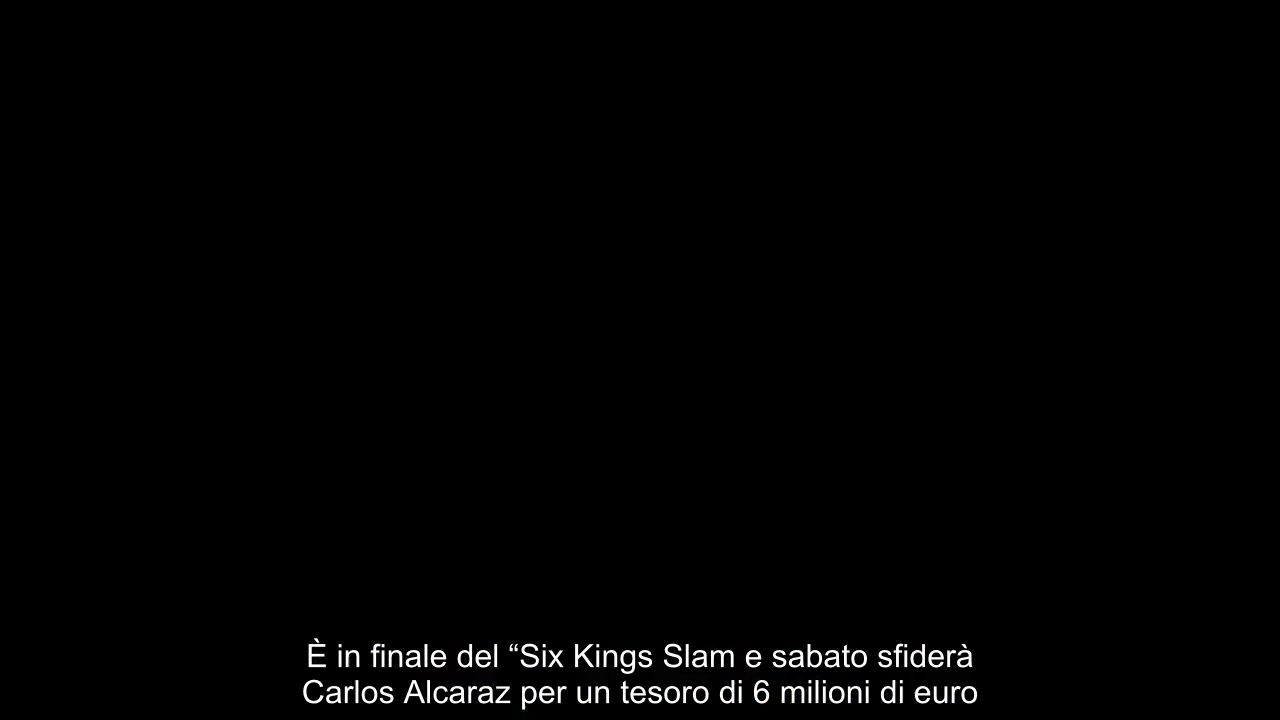 È in finale del “Six Kings Slam e sabato sfiderà
Carlos Alcaraz per un tesoro di 6 milioni di euro